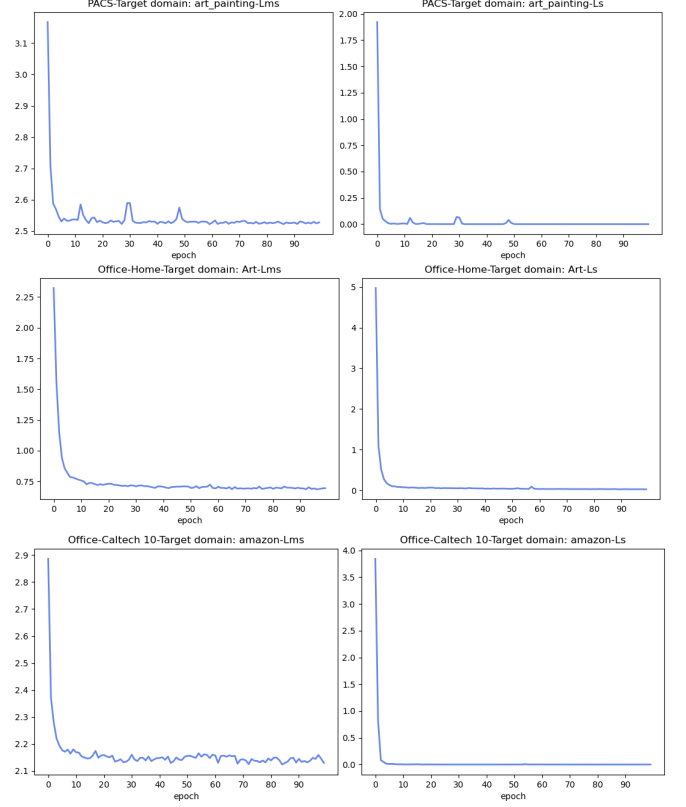 PACS-Target domain: art_painting-Lms
3.1
3.0
2.9
2.8
2.7
2.6
2.5
0 10 20 30 40 50 60 70 80 90
epoch
PACS-Target domain: art_painting-Ls
2.00
1.75
1.50
1.25
1.00
0.75
0.50
0.25
0.00
0 10 20 30 40 50 60 70 80 90
epoch
Office-Home-Target domain: Art-Lms
2.25
2.00
1.75
1.50
1.25
1.00
0.75
0 10 20 30 40 50 60 70 80 90
epoch
Office-Home-Target domain: Art-Ls
5
4
3
2
1
0
0 10 20 30 40 50 60 70 80 90
epoch
Office-Caltech 10-Target domain: amazon-Lms
2.9
2.8
2.7
2.6
2.5
2.4
2.3
2.2
2.1
0 10 20 30 40 50 60 70 80 90
epoch
Office-Caltech 10-Target domain: amazon-Ls
4.0
3.5
3.0
2.5
2.0
1.5
1.0
0.5
0.0
0 10 20 30 40 50 60 70 80 90
epoch